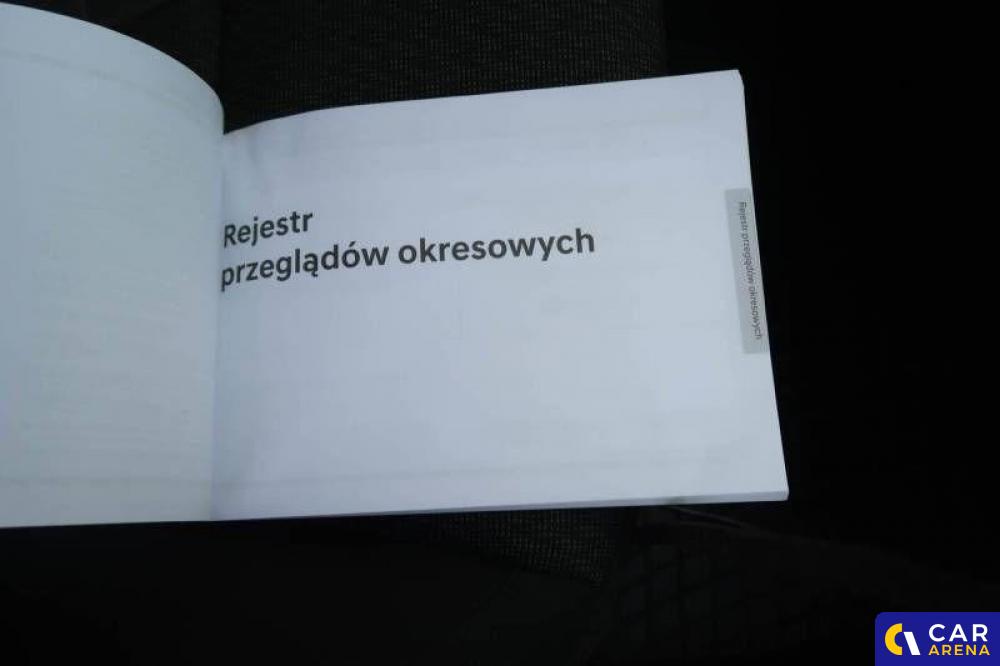 Rejestr
przeglądów okresowych
Rejestr przeglądów okresowych
CAR
ARENA